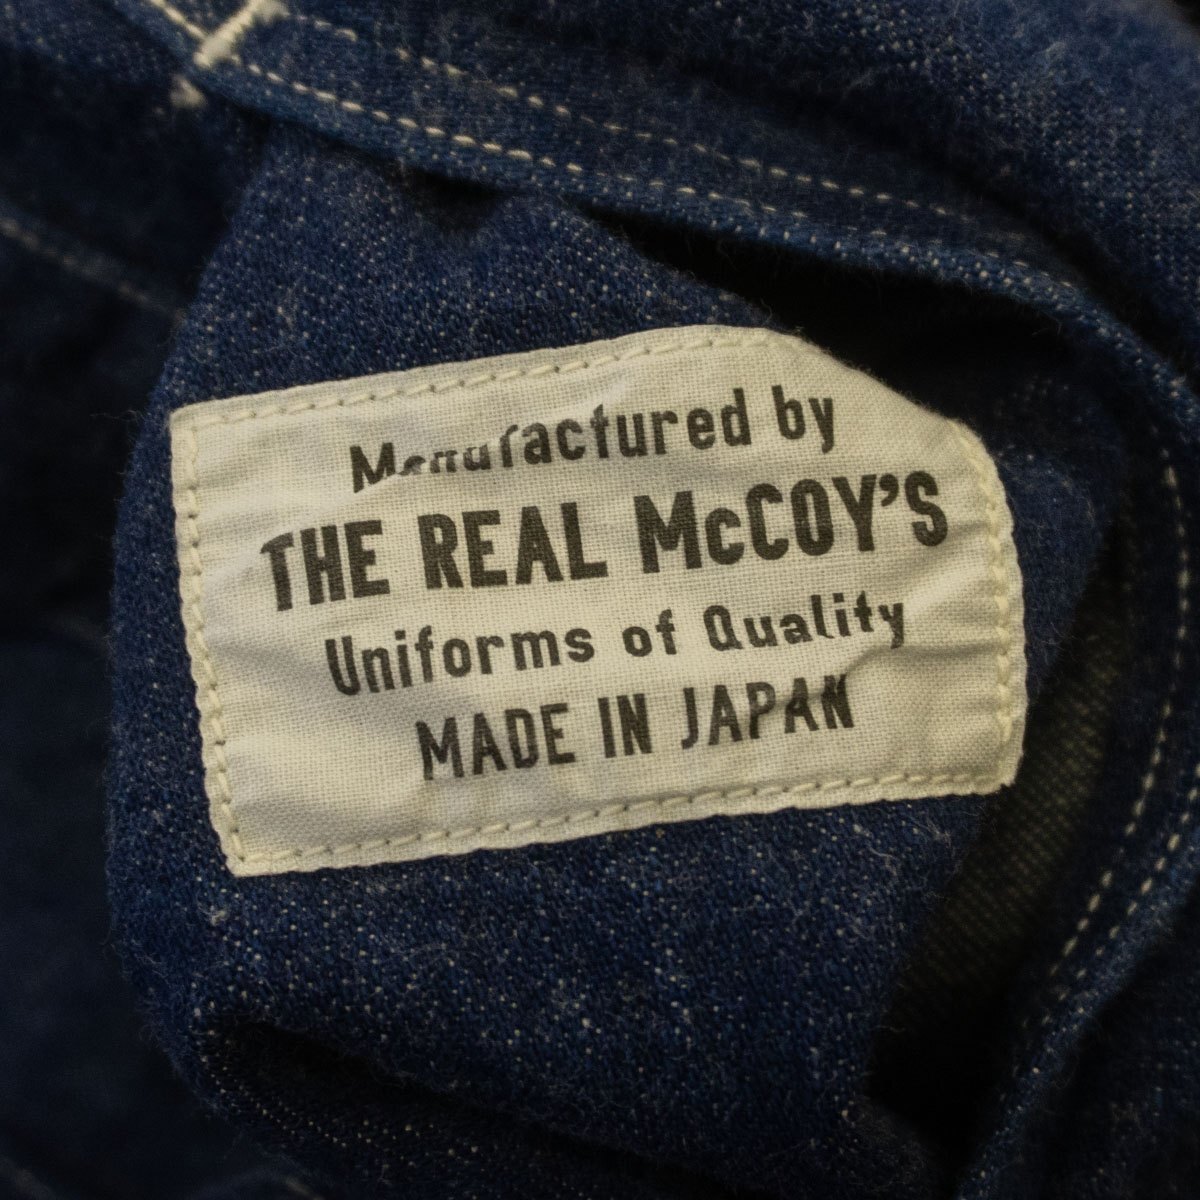 Manufactured by
THE REAL McCOY'S
Uniforms of Quality
MADE IN JAPAN